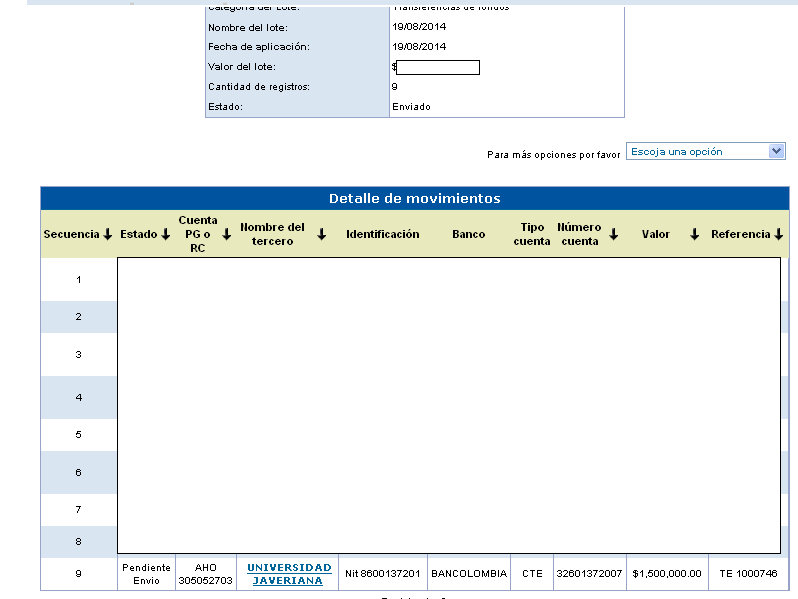 Categoría del Lote: Transferencias de fondos
Nombre del lote: 19/08/2014
Fecha de aplicación: 19/08/2014
Valor del lote: $
Cantidad de registros: 9
Estado: Enviado
Para más opciones por favor Escoja una opción
Detalle de movimientos
Secuencia Estado Cuenta PG o RC Nombre del tercero Identificación Banco Tipo cuenta Número cuenta Valor Referencia
1
2
3
4
5
6
7
8
9 Pendiente Envio AHO 305052703 UNIVERSIDAD JAVERIANA Nit 8600137201 BANCOLOMBIA CTE 32601372007 $1,500,000.00 TE 1000746